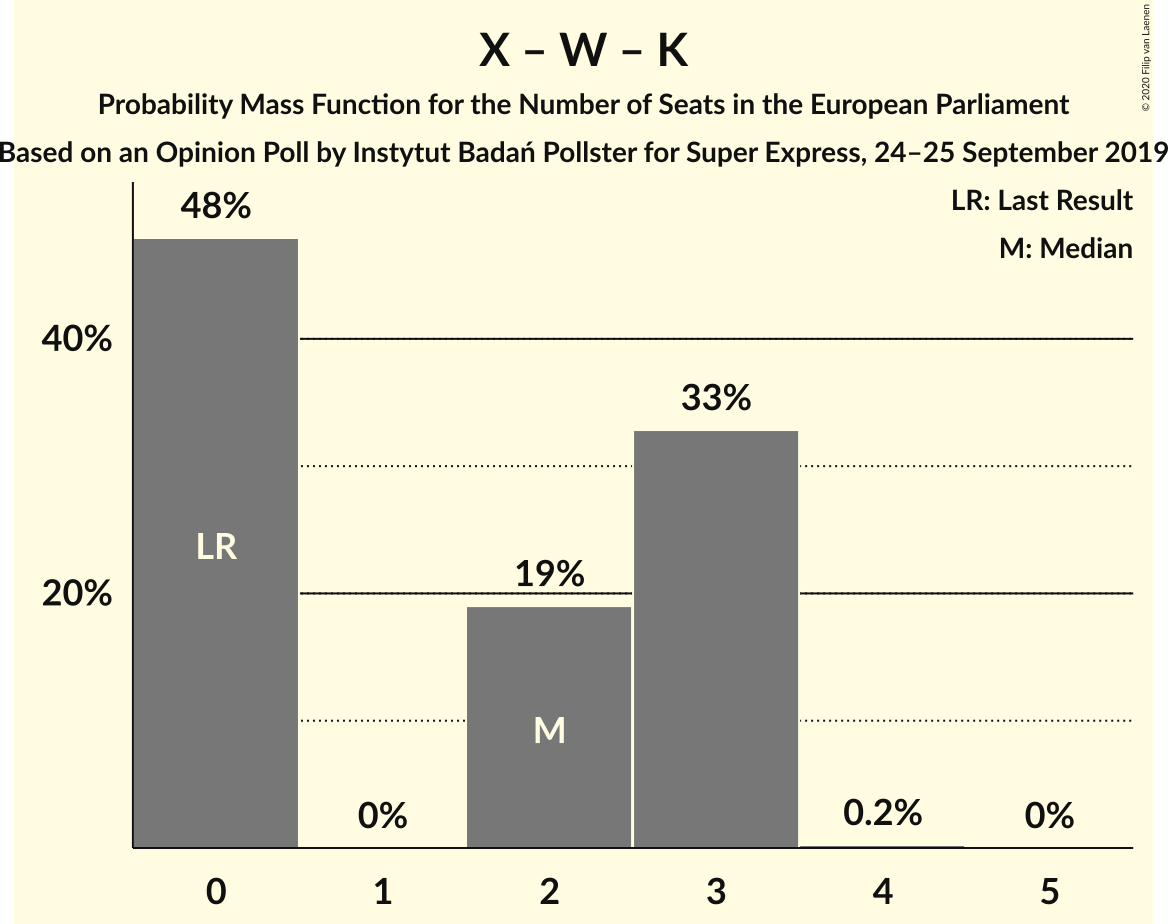 X – W – K
Probability Mass Function for the Number of Seats in the European Parliament
Based on an Opinion Poll by Instytut Badań Pollster for Super Express, 24–25 September 2019
© 2020 Filip van Laenen
LR: Last Result
M: Median
48%
40%
33%
LR
19%
20%
M
0%
0.2%
0%
0
1
2
3
4
5